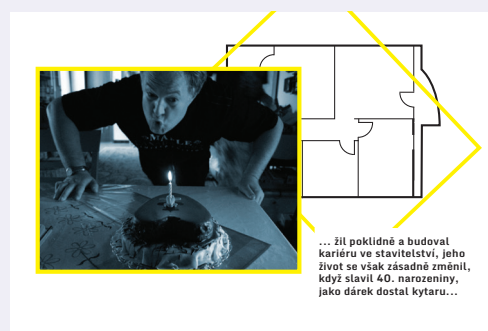 ... žil poklidně a budoval
kariéru ve stavitelství, jeho
život se však zásadně změnil,
když slavil 40. narozeniny,
jako dárek dostal kytaru...